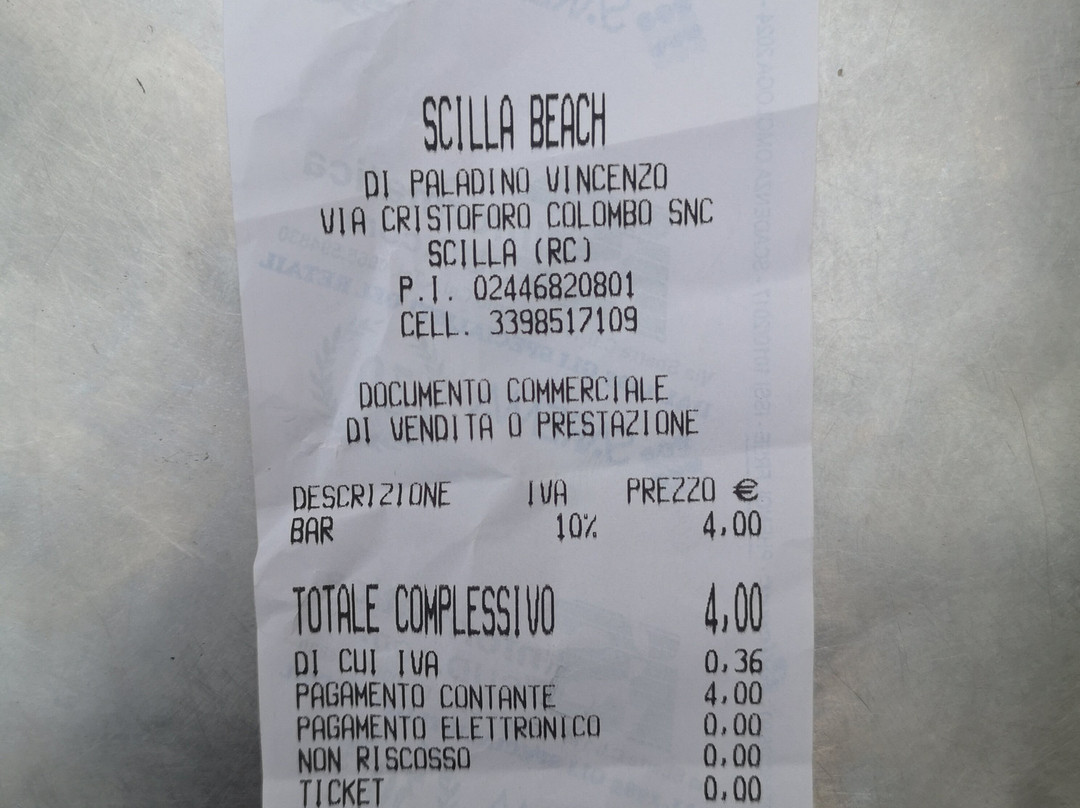 SCILLA BEACH
DI PALADINO VINCENZO
VIA CRISTOFORO COLOMBO SNC
SCILLA (RC)
P.I. 02446820801
CELL. 3398517109
DOCUMENTO COMMERCIALE
DI VENDITA O PRESTAZIONE
DESCRIZIONE IVA PREZZO €
BAR 10% 4,00
TOTALE COMPLESSIVO 4,00
DI CUI IVA 0,36
PAGAMENTO CONTANTE 4,00
PAGAMENTO ELETTRONICO 0,00
NON RISCOSSO 0,00
TICKET 0,00